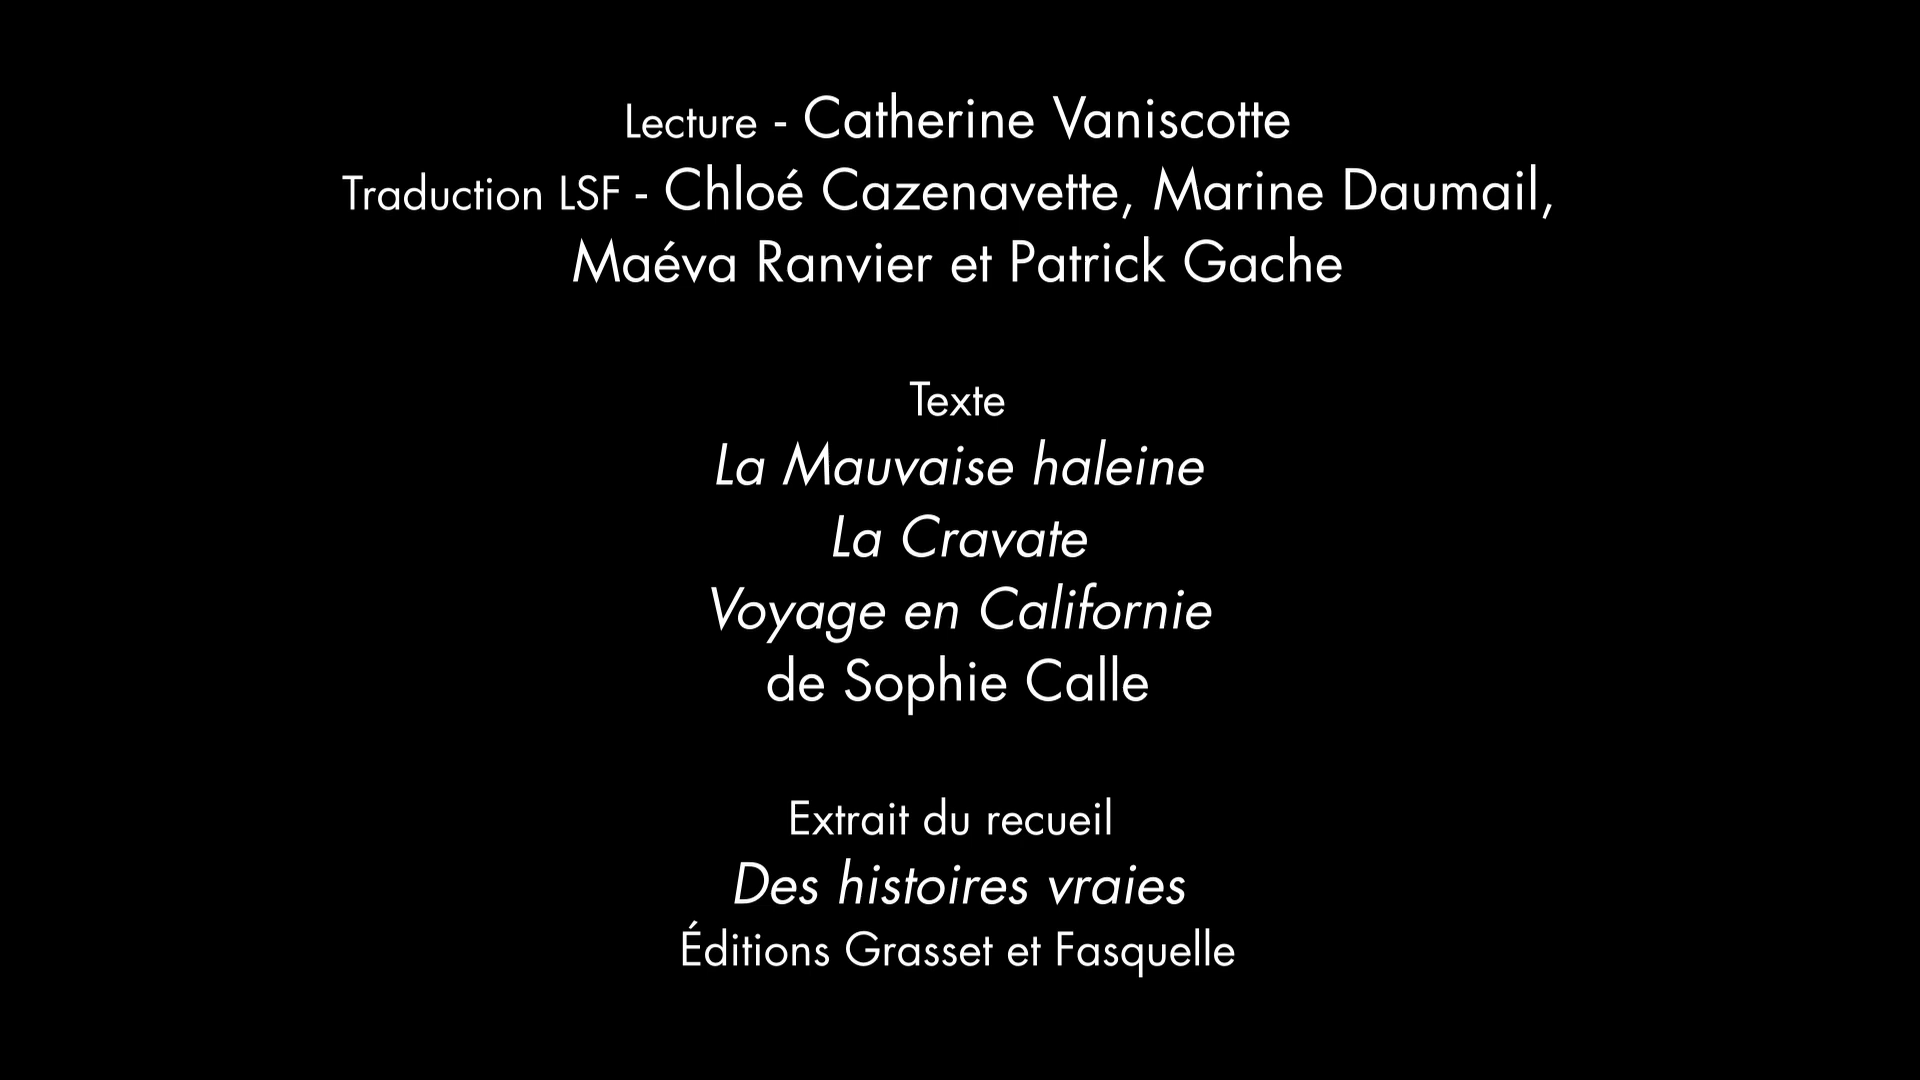 Lecture - Catherine Vaniscotte
Traduction LSF - Chloé Cazenavette, Marine Daumail,
Maéva Ranvier et Patrick Gache
Texte
La Mauvaise haleine
La Cravate
Voyage en Californie
de Sophie Calle
Extrait du recueil
Des histoires vraies
Éditions Grasset et Fasquelle